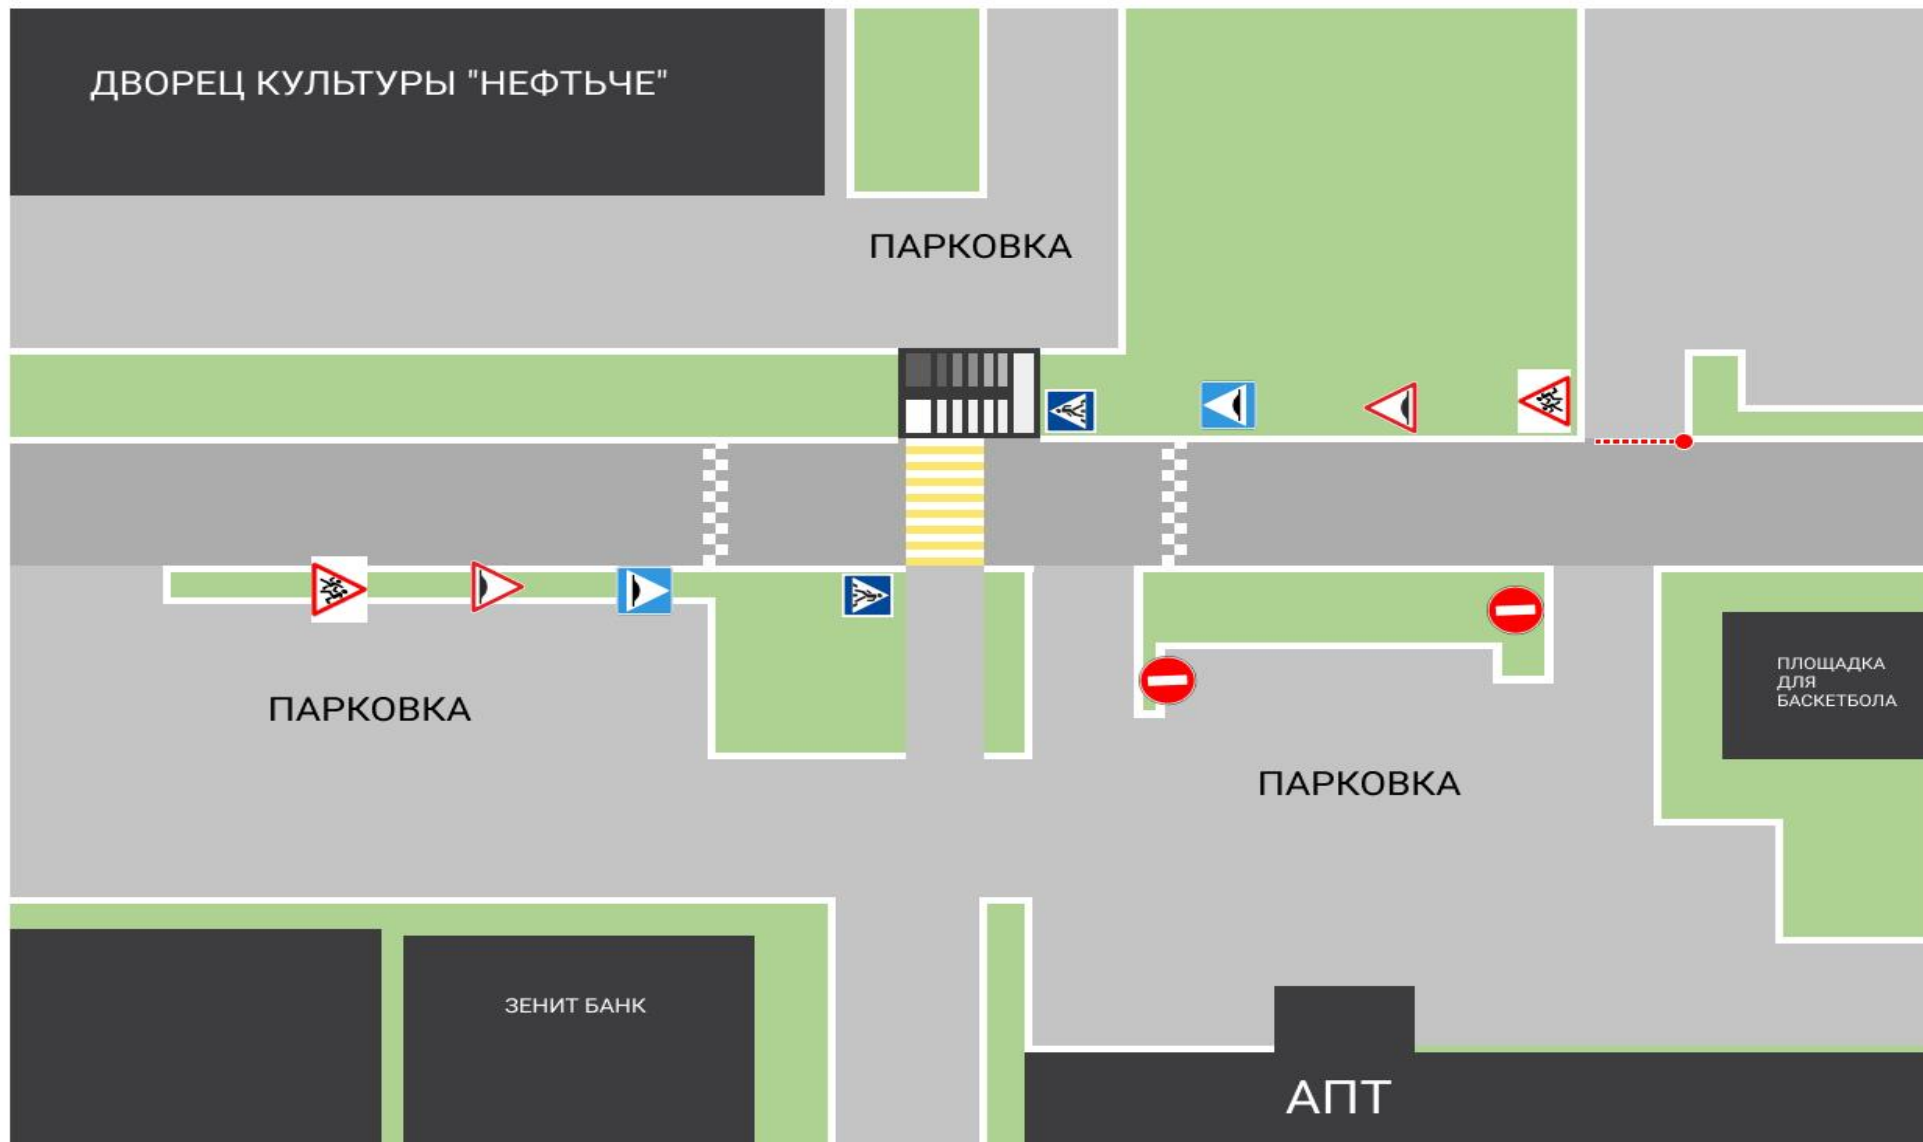 ДВОРЕЦ КУЛЬТУРЫ "НЕФТЬЧЕ"
ПАРКОВКА
ПАРКОВКА
ПЛОЩАДКА
ДЛЯ
БАСКЕТБОЛА
ПАРКОВКА
ЗЕНИТ БАНК
АПТ